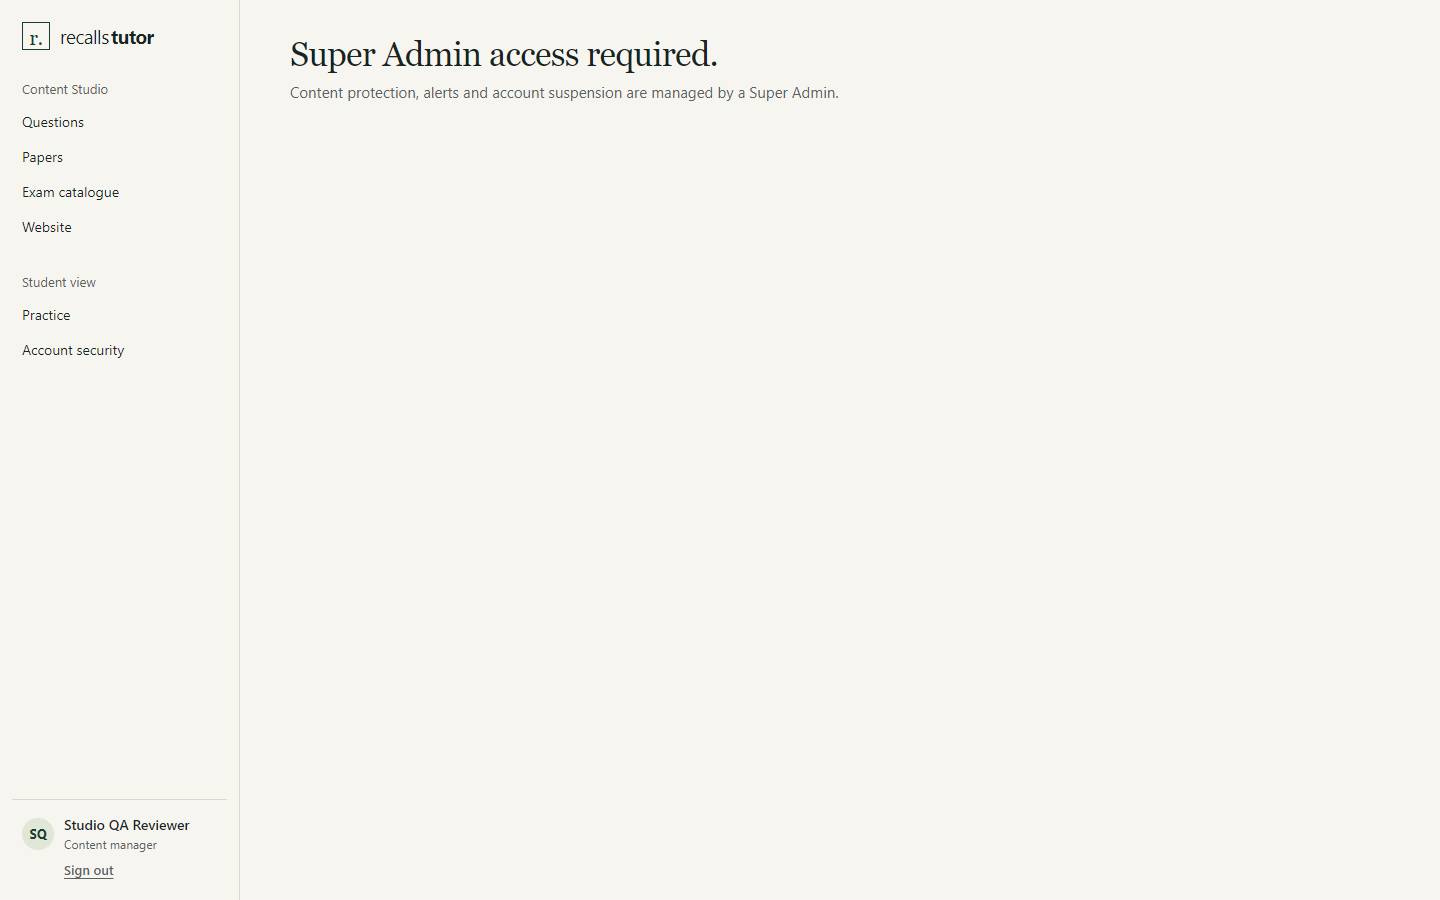 r. recallstutor
Content Studio
Questions
Papers
Exam catalogue
Website
Student view
Practice
Account security
SQ
Studio QA Reviewer
Content manager
Sign out
Super Admin access required.
Content protection, alerts and account suspension are managed by a Super Admin.